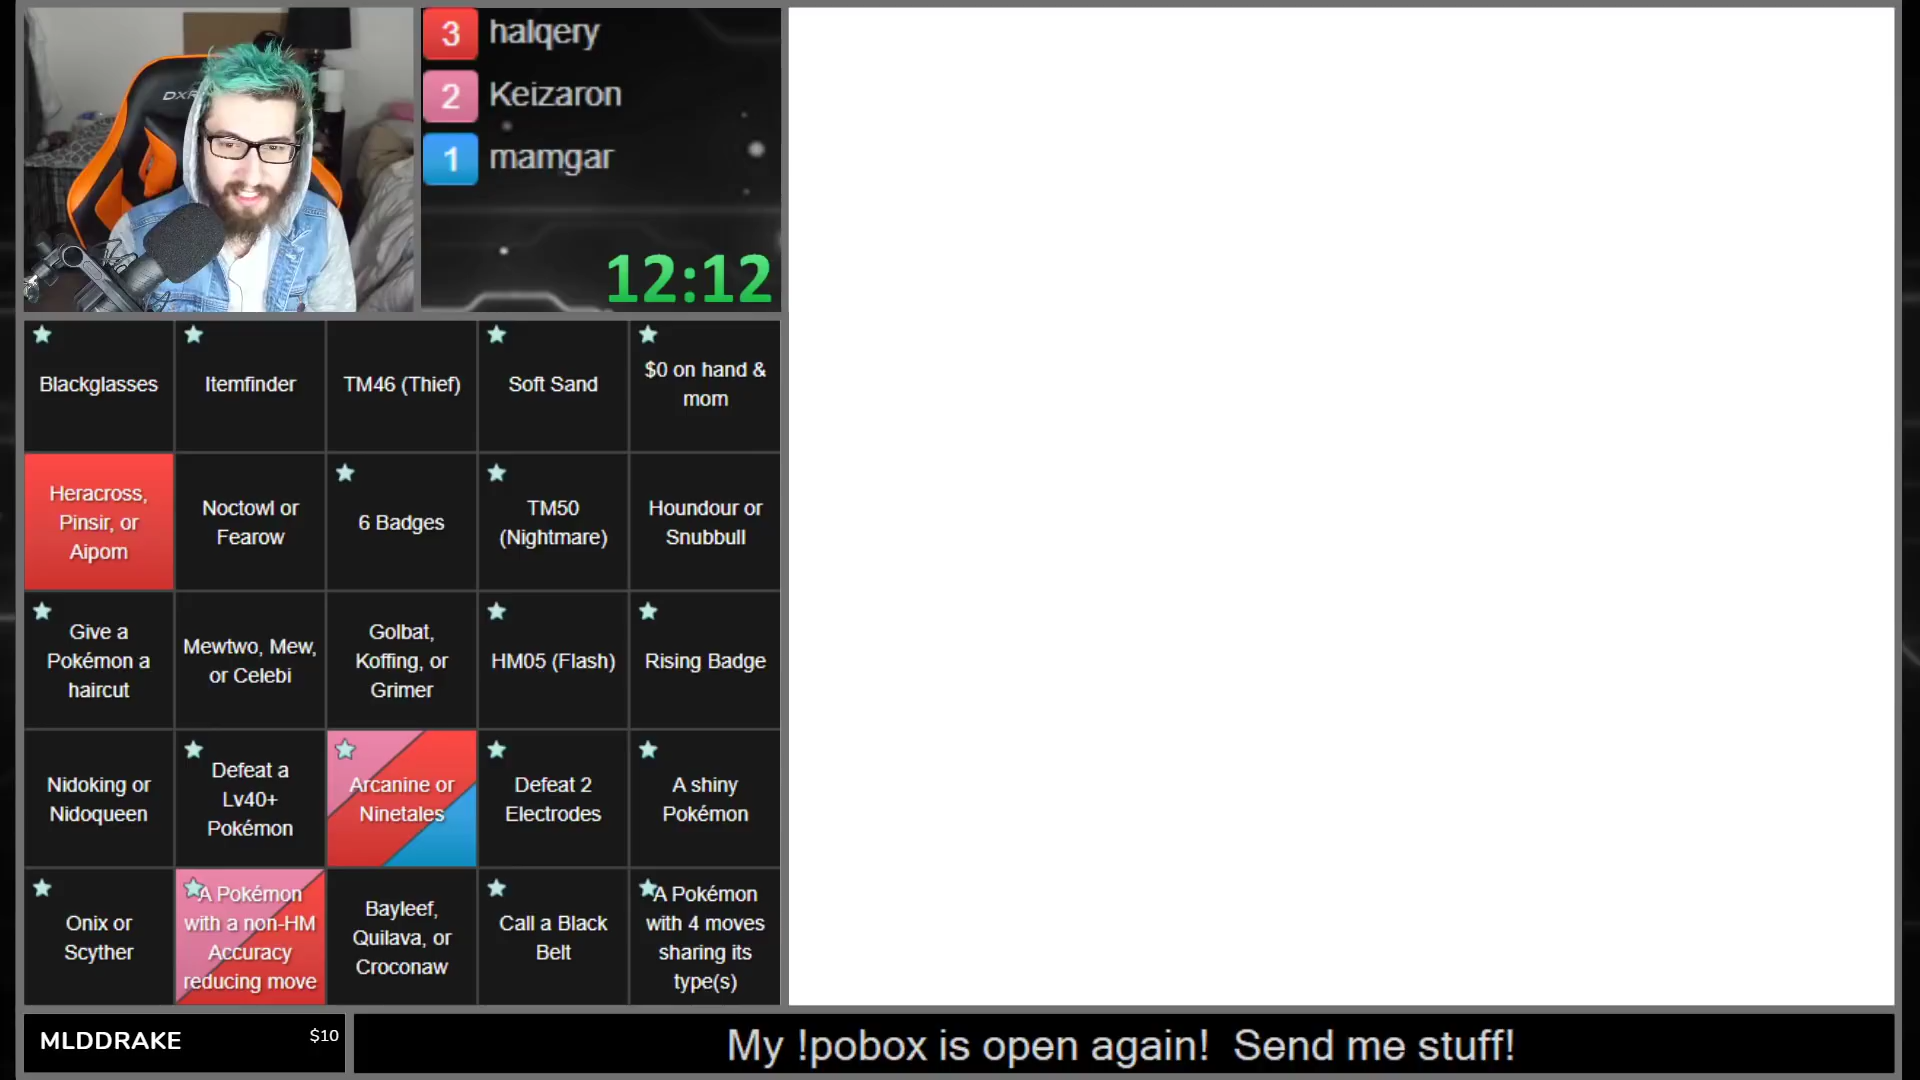 DXR
3 halqery
2 Keizaron
1 mamgar
12:12
Blackglasses
Itemfinder
TM46 (Thief)
Soft Sand
$0 on hand &
mom
Heracross,
Pinsir, or
Aipom
Noctowl or
Fearow
6 Badges
TM50
(Nightmare)
Houndour or
Snubbull
Give a
Pokémon a
haircut
Mewtwo, Mew,
or Celebi
Golbat,
Koffing, or
Grimer
HM05 (Flash)
Rising Badge
Nidoking or
Nidoqueen
Defeat a
Lv40+
Pokémon
Arcanine or
Ninetales
Defeat 2
Electrodes
A shiny
Pokémon
Onix or
Scyther
A Pokémon
with a non-HM
Accuracy
reducing move
Bayleef,
Quilava, or
Croconaw
Call a Black
Belt
A Pokémon
with 4 moves
sharing its
type(s)
MLDDRAKE $10
My !pobox is open again! Send me stuff!